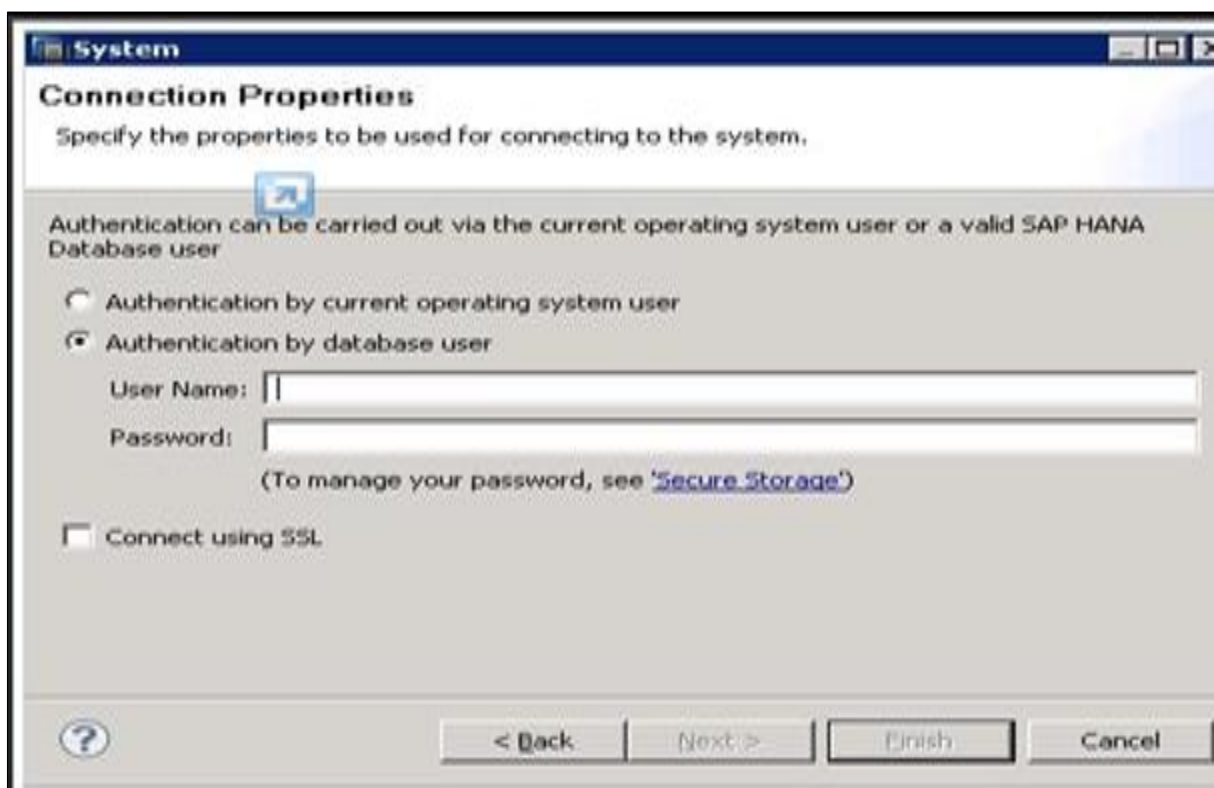 System
Connection Properties
Specify the properties to be used for connecting to the system.
Authentication can be carried out via the current operating system user or a valid SAP HANA
Database user
Authentication by current operating system user
Authentication by database user
User Name:
Password:
(To manage your password, see 'Secure Storage')
Connect using SSL
?
< Back
Next >
Finish
Cancel